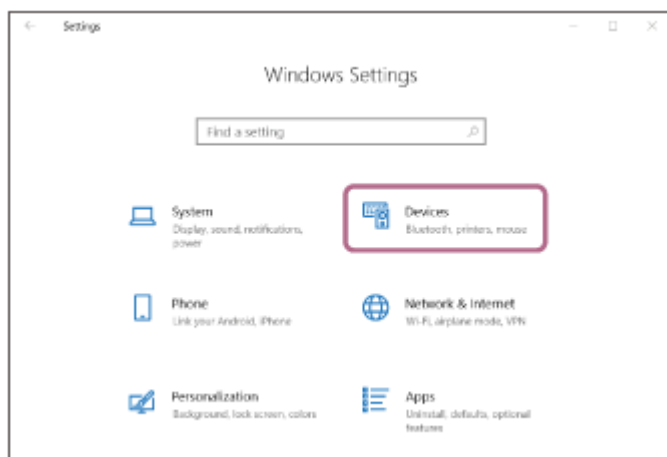 Settings
Windows Settings
Find a setting
System
Display, sound, notifications,
power
Devices
Bluetooth, printers, mouse
Phone
Link your Android, iPhone
Network & Internet
Wi-Fi, airplane mode, VPN
Personalization
Background, lock screen, colors
Apps
Uninstall, defaults, optional
features